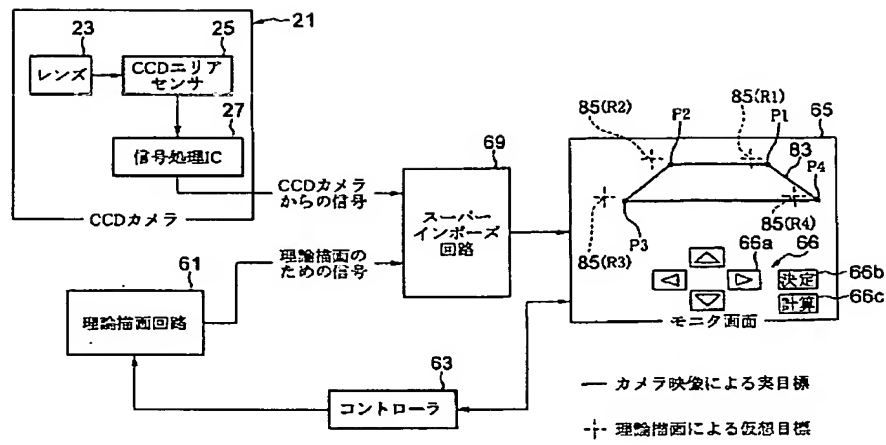 21
23
25
レンズ
CCDエリア
センサ
27
信号処理IC
CCDカメラ
CCDカメラ
からの信号
理論描画の
ための信号
69
スーパー
インポーズ
回路
61
理論描画回路
63
コントローラ
85(R2)
P2
85(R1)
P1
65
83
P4
85(R3)
P3
85(R4)
66a
66
66b
決定
66c
計算
モニタ画面
カメラ映像による実目標
理論描画による仮想目標